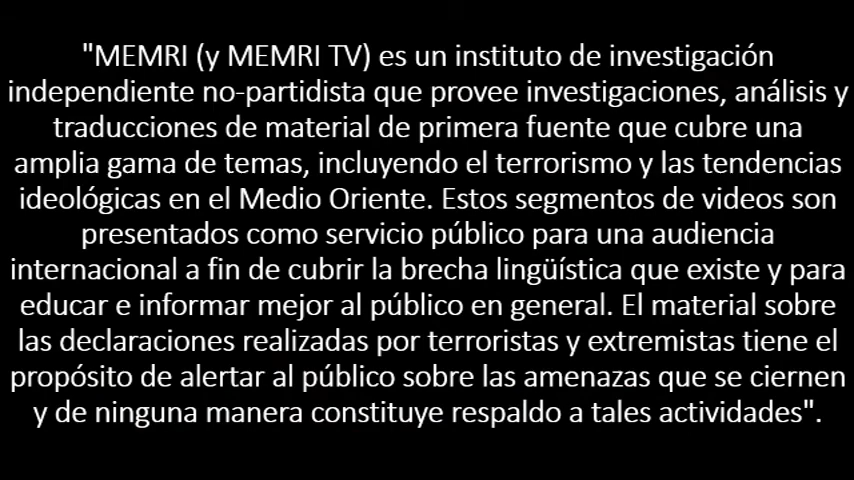 "MEMRI (y MEMRI TV) es un instituto de investigación
independiente no-partidista que provee investigaciones, análisis y
traducciones de material de primera fuente que cubre una
amplia gama de temas, incluyendo el terrorismo y las tendencias
ideológicas en el Medio Oriente. Estos segmentos de videos son
presentados como servicio público para una audiencia
internacional a fin de cubrir la brecha lingüística que existe y para
educar e informar mejor al público en general. El material sobre
las declaraciones realizadas por terroristas y extremistas tiene el
propósito de alertar al público sobre las amenazas que se ciernen
y de ninguna manera constituye respaldo a tales actividades".